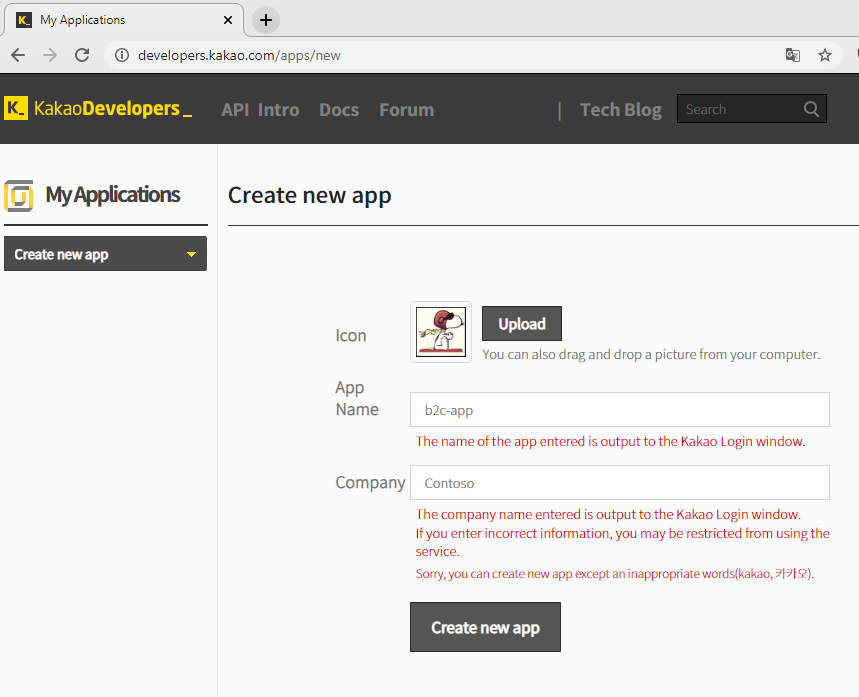 My Applications
developers.kakao.com/apps/new
K_ KakaoDevelopers_ API Intro Docs Forum | Tech Blog Search
My Applications
Create new app
Create new app
Icon
Upload
You can also drag and drop a picture from your computer.
App
Name
b2c-app
The name of the app entered is output to the Kakao Login window.
Company
Contoso
The company name entered is output to the Kakao Login window.
If you enter incorrect information, you may be restricted from using the
service.
Sorry, you can create new app except an inappropriate words(kakao, 카카오).
Create new app